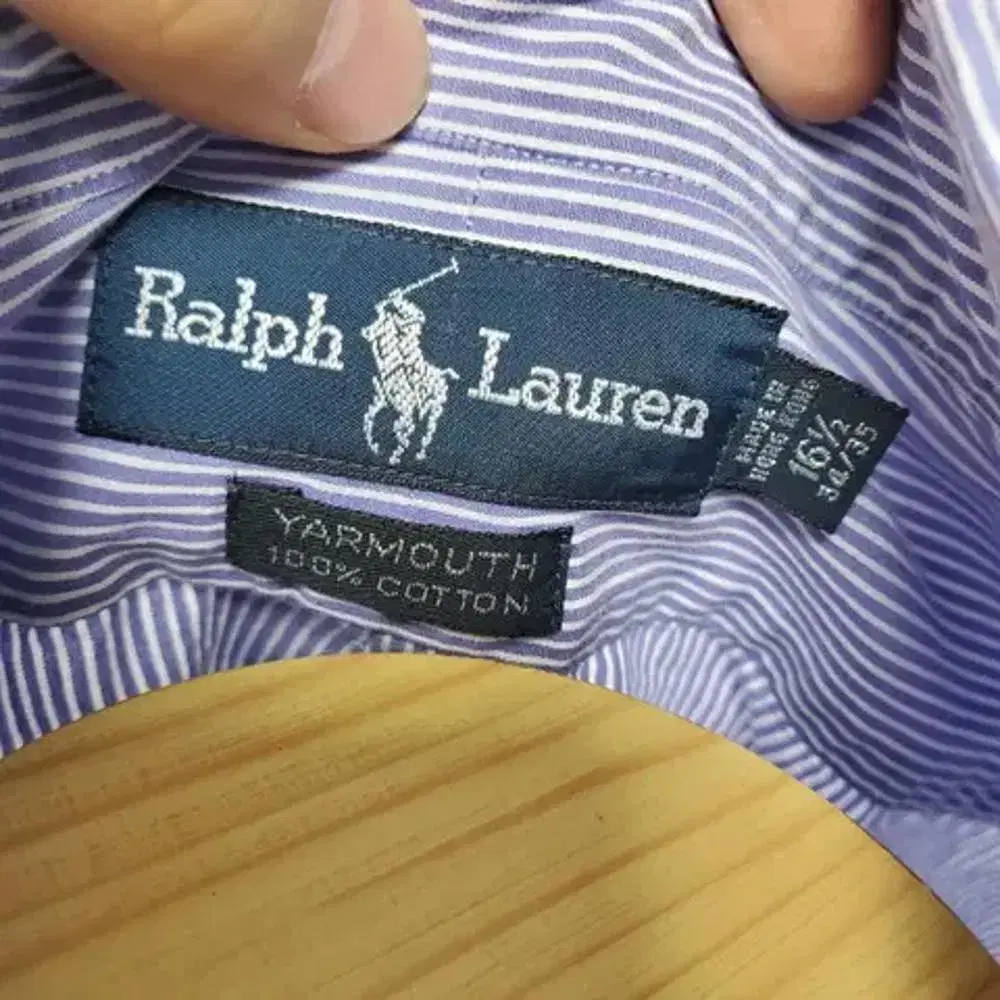 Ralph Lauren
MADE IN
HONG KONG
16½
34/35
YARMOUTH
100% COTTON